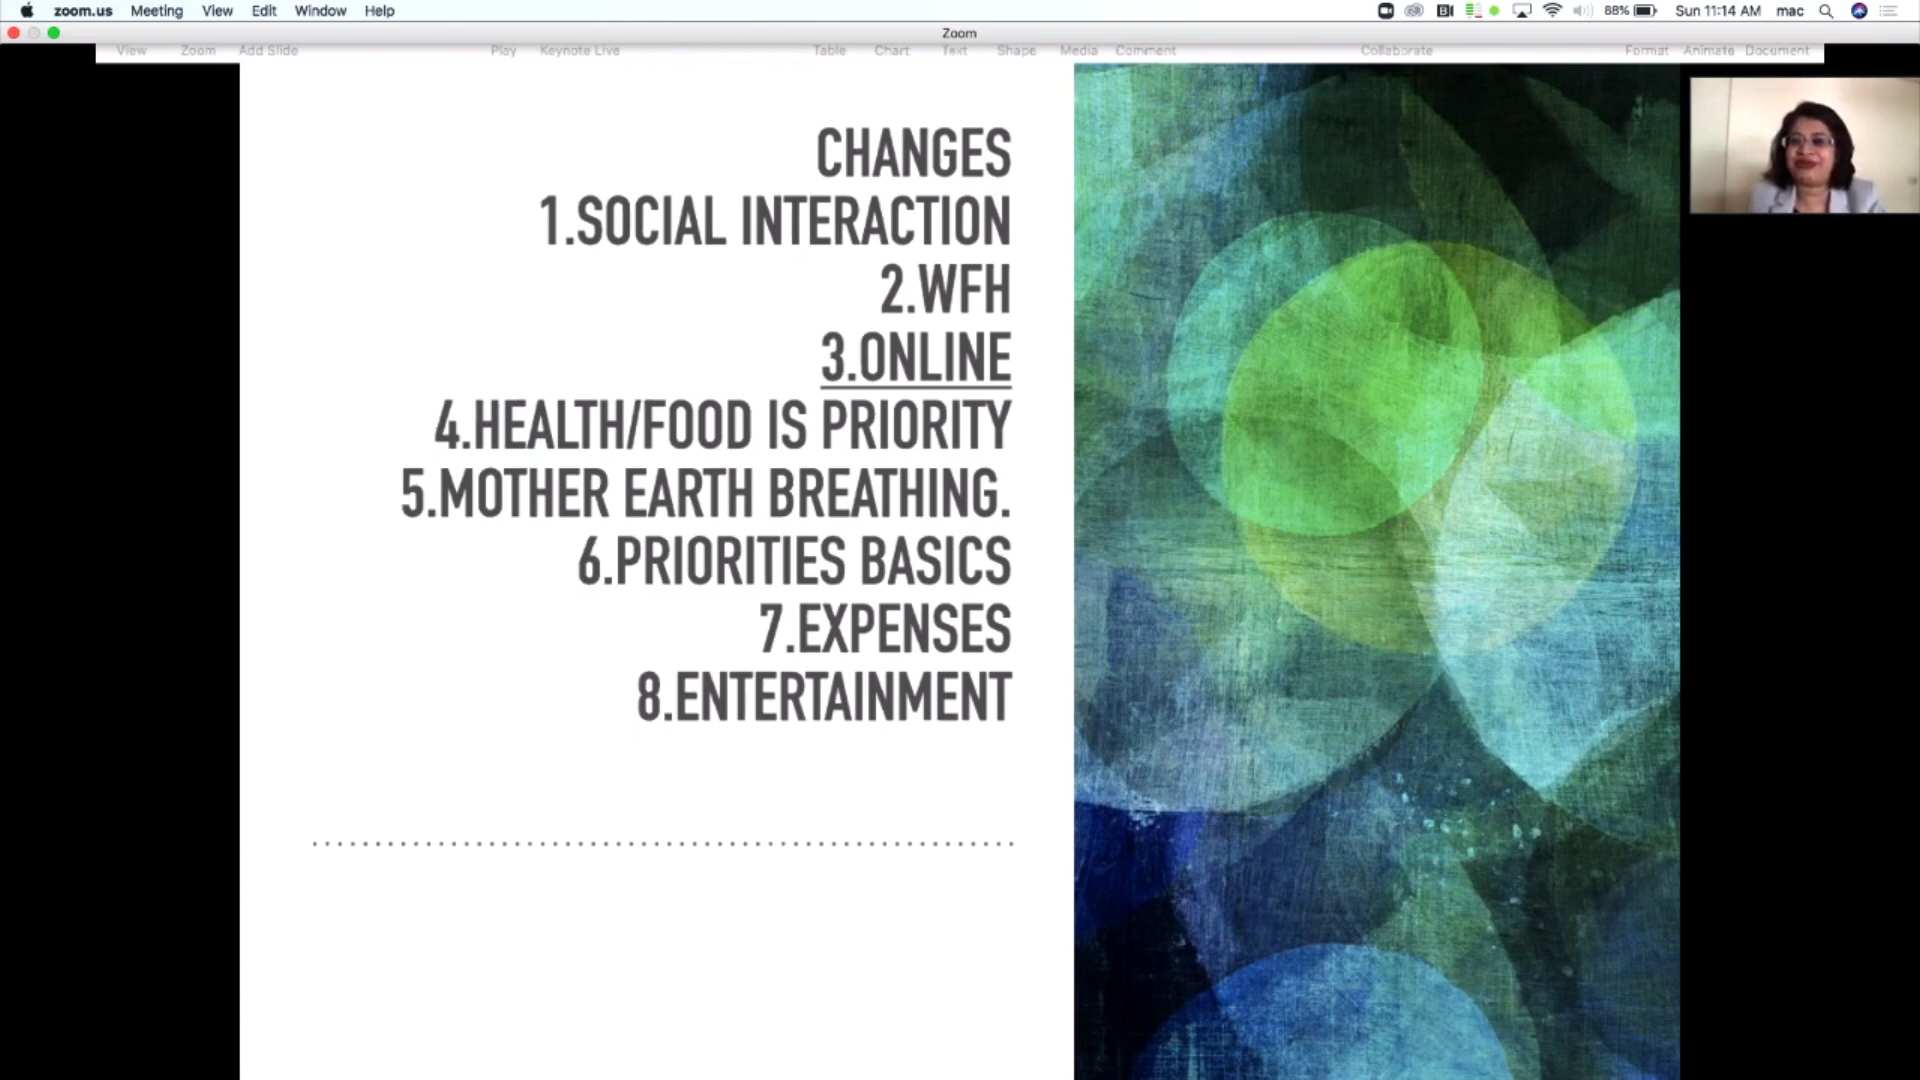 zoom.us Meeting View Edit Window Help 88% Sun 11:14 AM mac
Zoom
View Zoom Add Slide Play Keynote Live Table Chart Text Shape Media Comment Collaborate Format Animate Document
CHANGES
1.SOCIAL INTERACTION
2.WFH
3.ONLINE
4.HEALTH/FOOD IS PRIORITY
5.MOTHER EARTH BREATHING.
6.PRIORITIES BASICS
7.EXPENSES
8.ENTERTAINMENT